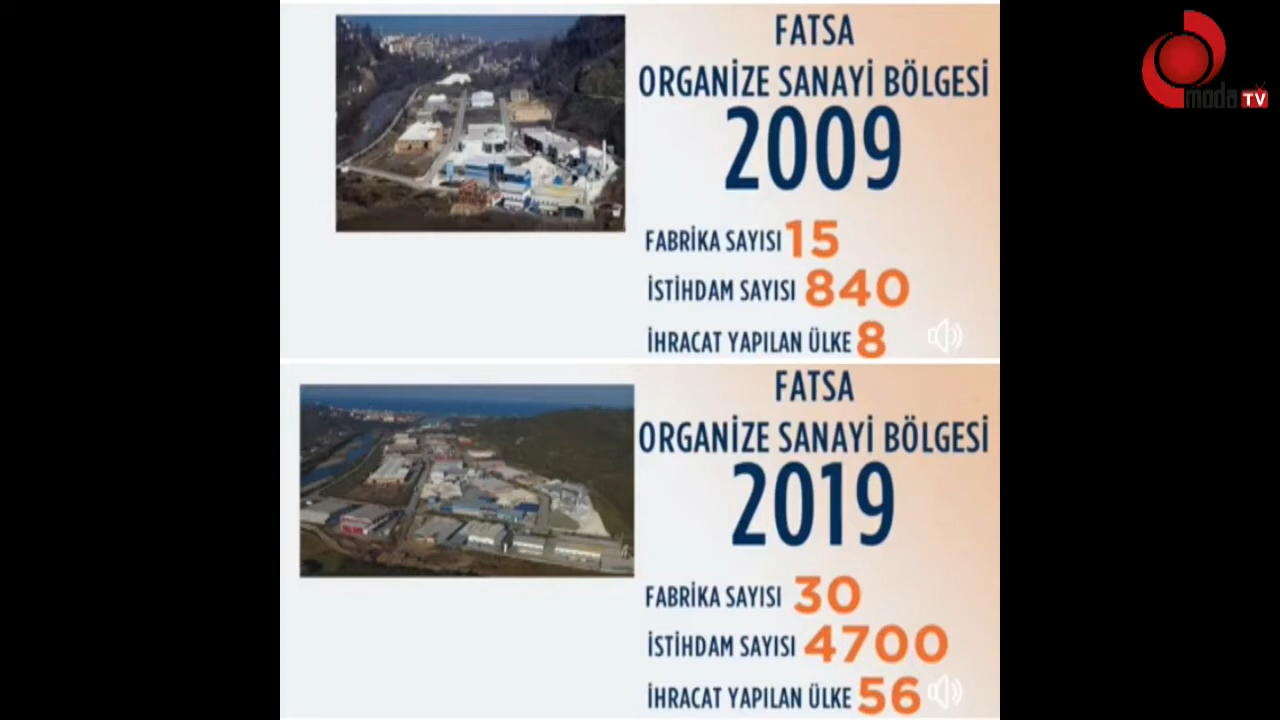 moda TV
FATSA
ORGANİZE SANAYİ BÖLGESİ
2009
FABRİKA SAYISI 15
İSTİHDAM SAYISI 840
İHRACAT YAPILAN ÜLKE 8
FATSA
ORGANİZE SANAYİ BÖLGESİ
2019
FABRİKA SAYISI 30
İSTİHDAM SAYISI 4700
İHRACAT YAPILAN ÜLKE 56